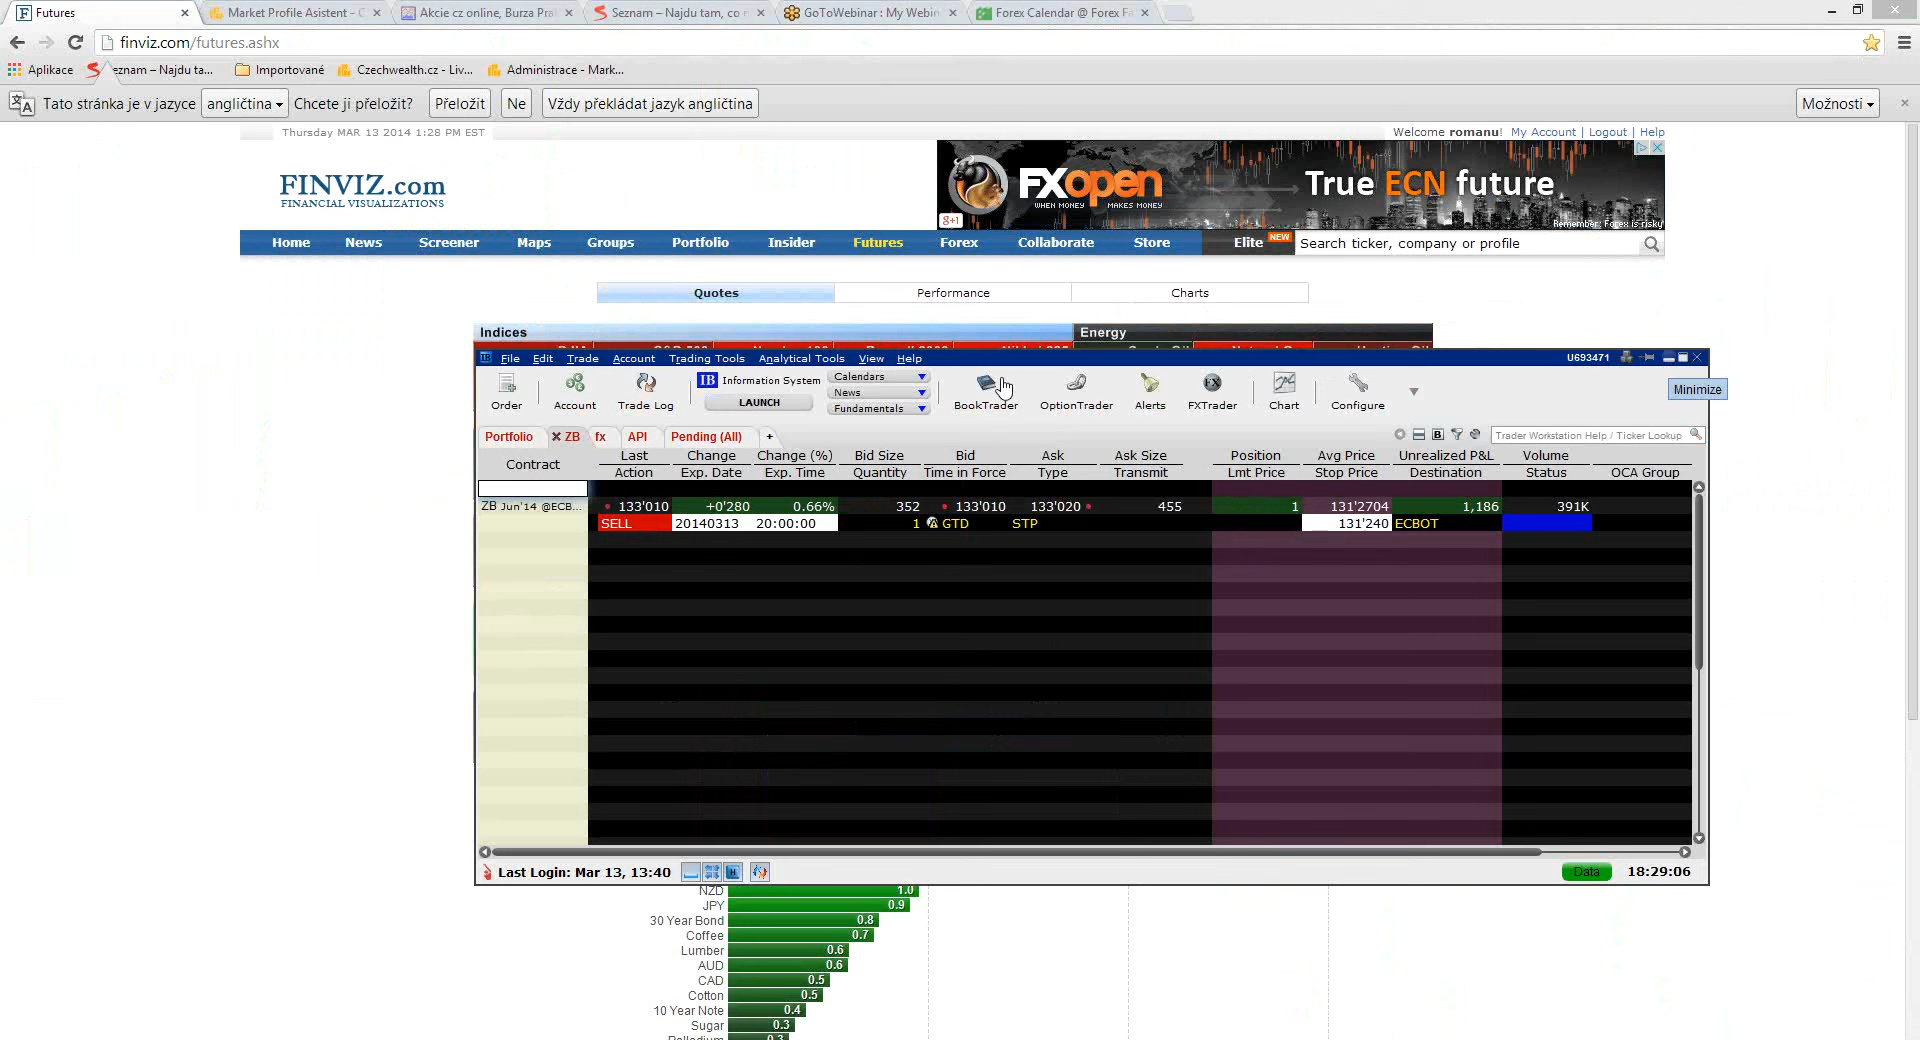 Futures
Market Profile Asistent - C
Akcie cz online, Burza Pra
Seznam – Najdu tam, co
GoToWebinar : My Webin
Forex Calendar @ Forex Fa
finviz.com/futures.ashx
Aplikace
eznam – Najdu ta...
Importované
Czechwealth.cz - Liv...
Administrace - Mark...
Tato stránka je v jazyce angličtina Chcete ji přeložit? Přeložit Ne Vždy překládat jazyk angličtina Možnosti
Thursday MAR 13 2014 1:28 PM EST
Welcome romanu! My Account | Logout | Help
FINVIZ.com
FINANCIAL VISUALIZATIONS
FXopen
WHEN MONEY MAKES MONEY
True ECN future
g+1
Remember: Forex is risky
Home News Screener Maps Groups Portfolio Insider Futures Forex Collaborate Store Elite NEW
Search ticker, company or profile
Quotes Performance Charts
Indices Energy
File Edit Trade Account Trading Tools Analytical Tools View Help U693471
IB Information System
LAUNCH
Calendars
News
Fundamentals
Order Account Trade Log BookTrader OptionTrader Alerts FXTrader Chart Configure
Minimize
Portfolio ZB fx API Pending (All) +
B
Trader Workstation Help / Ticker Lookup
Contract
Last Change Change (%) Bid Size Bid Ask Ask Size Position Avg Price Unrealized P&L Volume
Action Exp. Date Exp. Time Quantity Time in Force Type Transmit Lmt Price Stop Price Destination Status OCA Group
ZB Jun'14 @ECB... 133'010 +0'280 0.66% 352 133'010 133'020 455 1 131'2704 1,186 391K
SELL 20140313 20:00:00 1 GTD STP 131'240 ECBOT
Last Login: Mar 13, 13:40
Data 18:29:06
NZD 1.0
JPY 0.9
30 Year Bond 0.8
Coffee 0.7
Lumber 0.6
AUD 0.6
CAD 0.5
Cotton 0.5
10 Year Note 0.4
Sugar 0.3